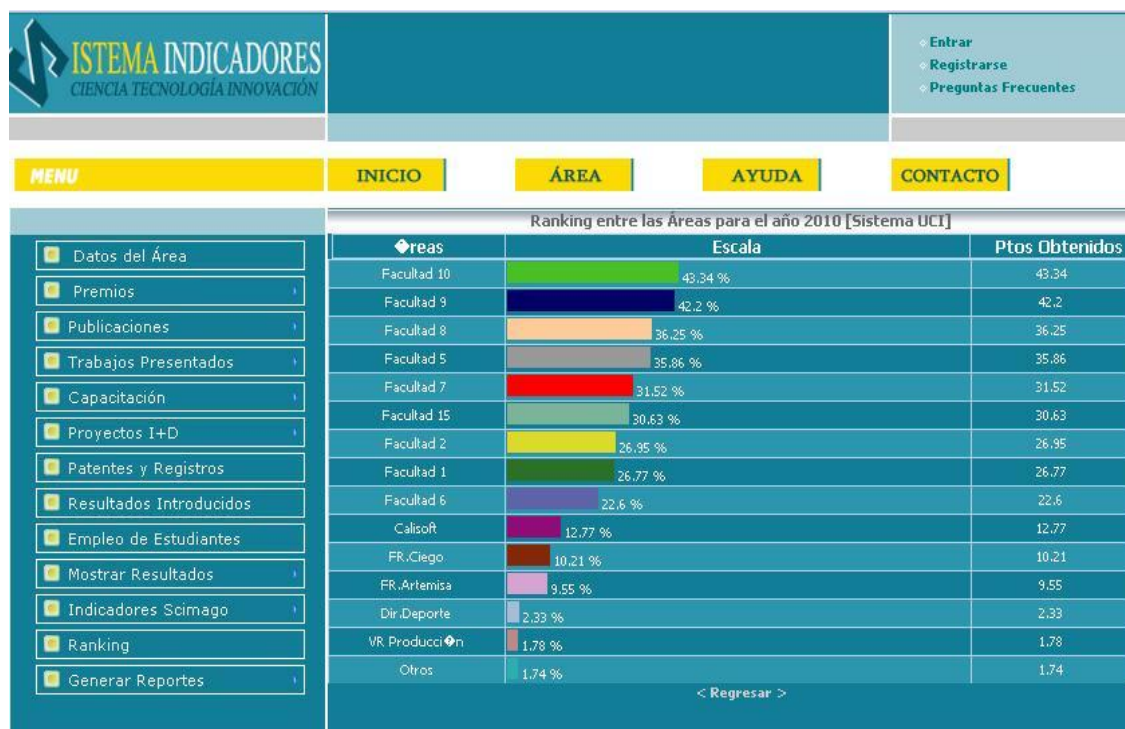 ISTEMA INDICADORES
CIENCIA TECNOLOGÍA INNOVACIÓN
Entrar
Registrarse
Preguntas Frecuentes
MENU
INICIO
ÁREA
AYUDA
CONTACTO
Datos del Área
Premios
Publicaciones
Trabajos Presentados
Capacitación
Proyectos I+D
Patentes y Registros
Resultados Introducidos
Empleo de Estudiantes
Mostrar Resultados
Indicadores Scimago
Ranking
Generar Reportes
Ranking entre las Áreas para el año 2010 [Sistema UCI]
�reas Escala Ptos Obtenidos
Facultad 10 43.34 % 43.34
Facultad 9 42.2 % 42.2
Facultad 8 36.25 % 36.25
Facultad 5 35.86 % 35.86
Facultad 7 31.52 % 31.52
Facultad 15 30.63 % 30.63
Facultad 2 26.95 % 26.95
Facultad 1 26.77 % 26.77
Facultad 6 22.6 % 22.6
Calisoft 12.77 % 12.77
FR.Ciego 10.21 % 10.21
FR.Artemisa 9.55 % 9.55
Dir.Deporte 2.33 % 2.33
VR Producci�n 1.78 % 1.78
Otros 1.74 % 1.74
< Regresar >